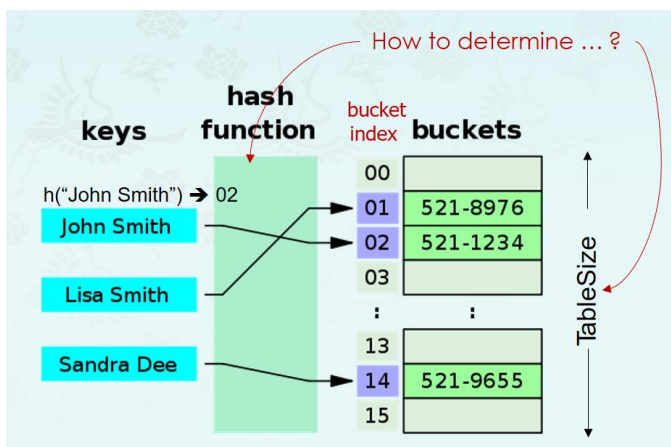 How to determine ... ?
keys
hash
function
bucket
index
buckets
h(“John Smith”) ➔ 02
John Smith
Lisa Smith
Sandra Dee
00
01 521-8976
02 521-1234
03
: :
13
14 521-9655
15
TableSize